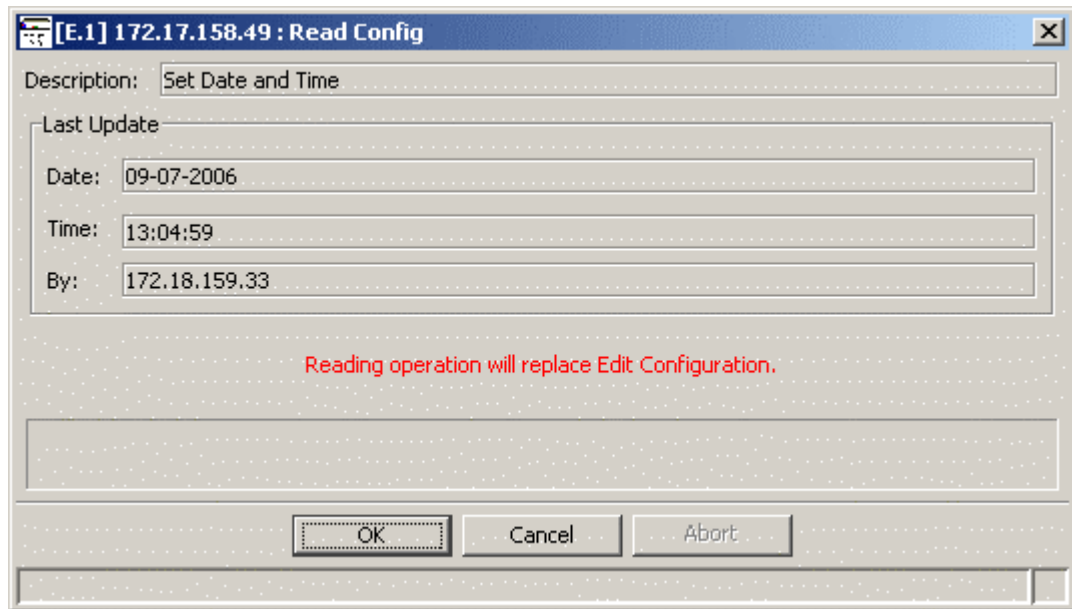 [E.1] 172.17.158.49 : Read Config
Description: Set Date and Time
Last Update
Date: 09-07-2006
Time: 13:04:59
By: 172.18.159.33
Reading operation will replace Edit Configuration.
OK Cancel Abort